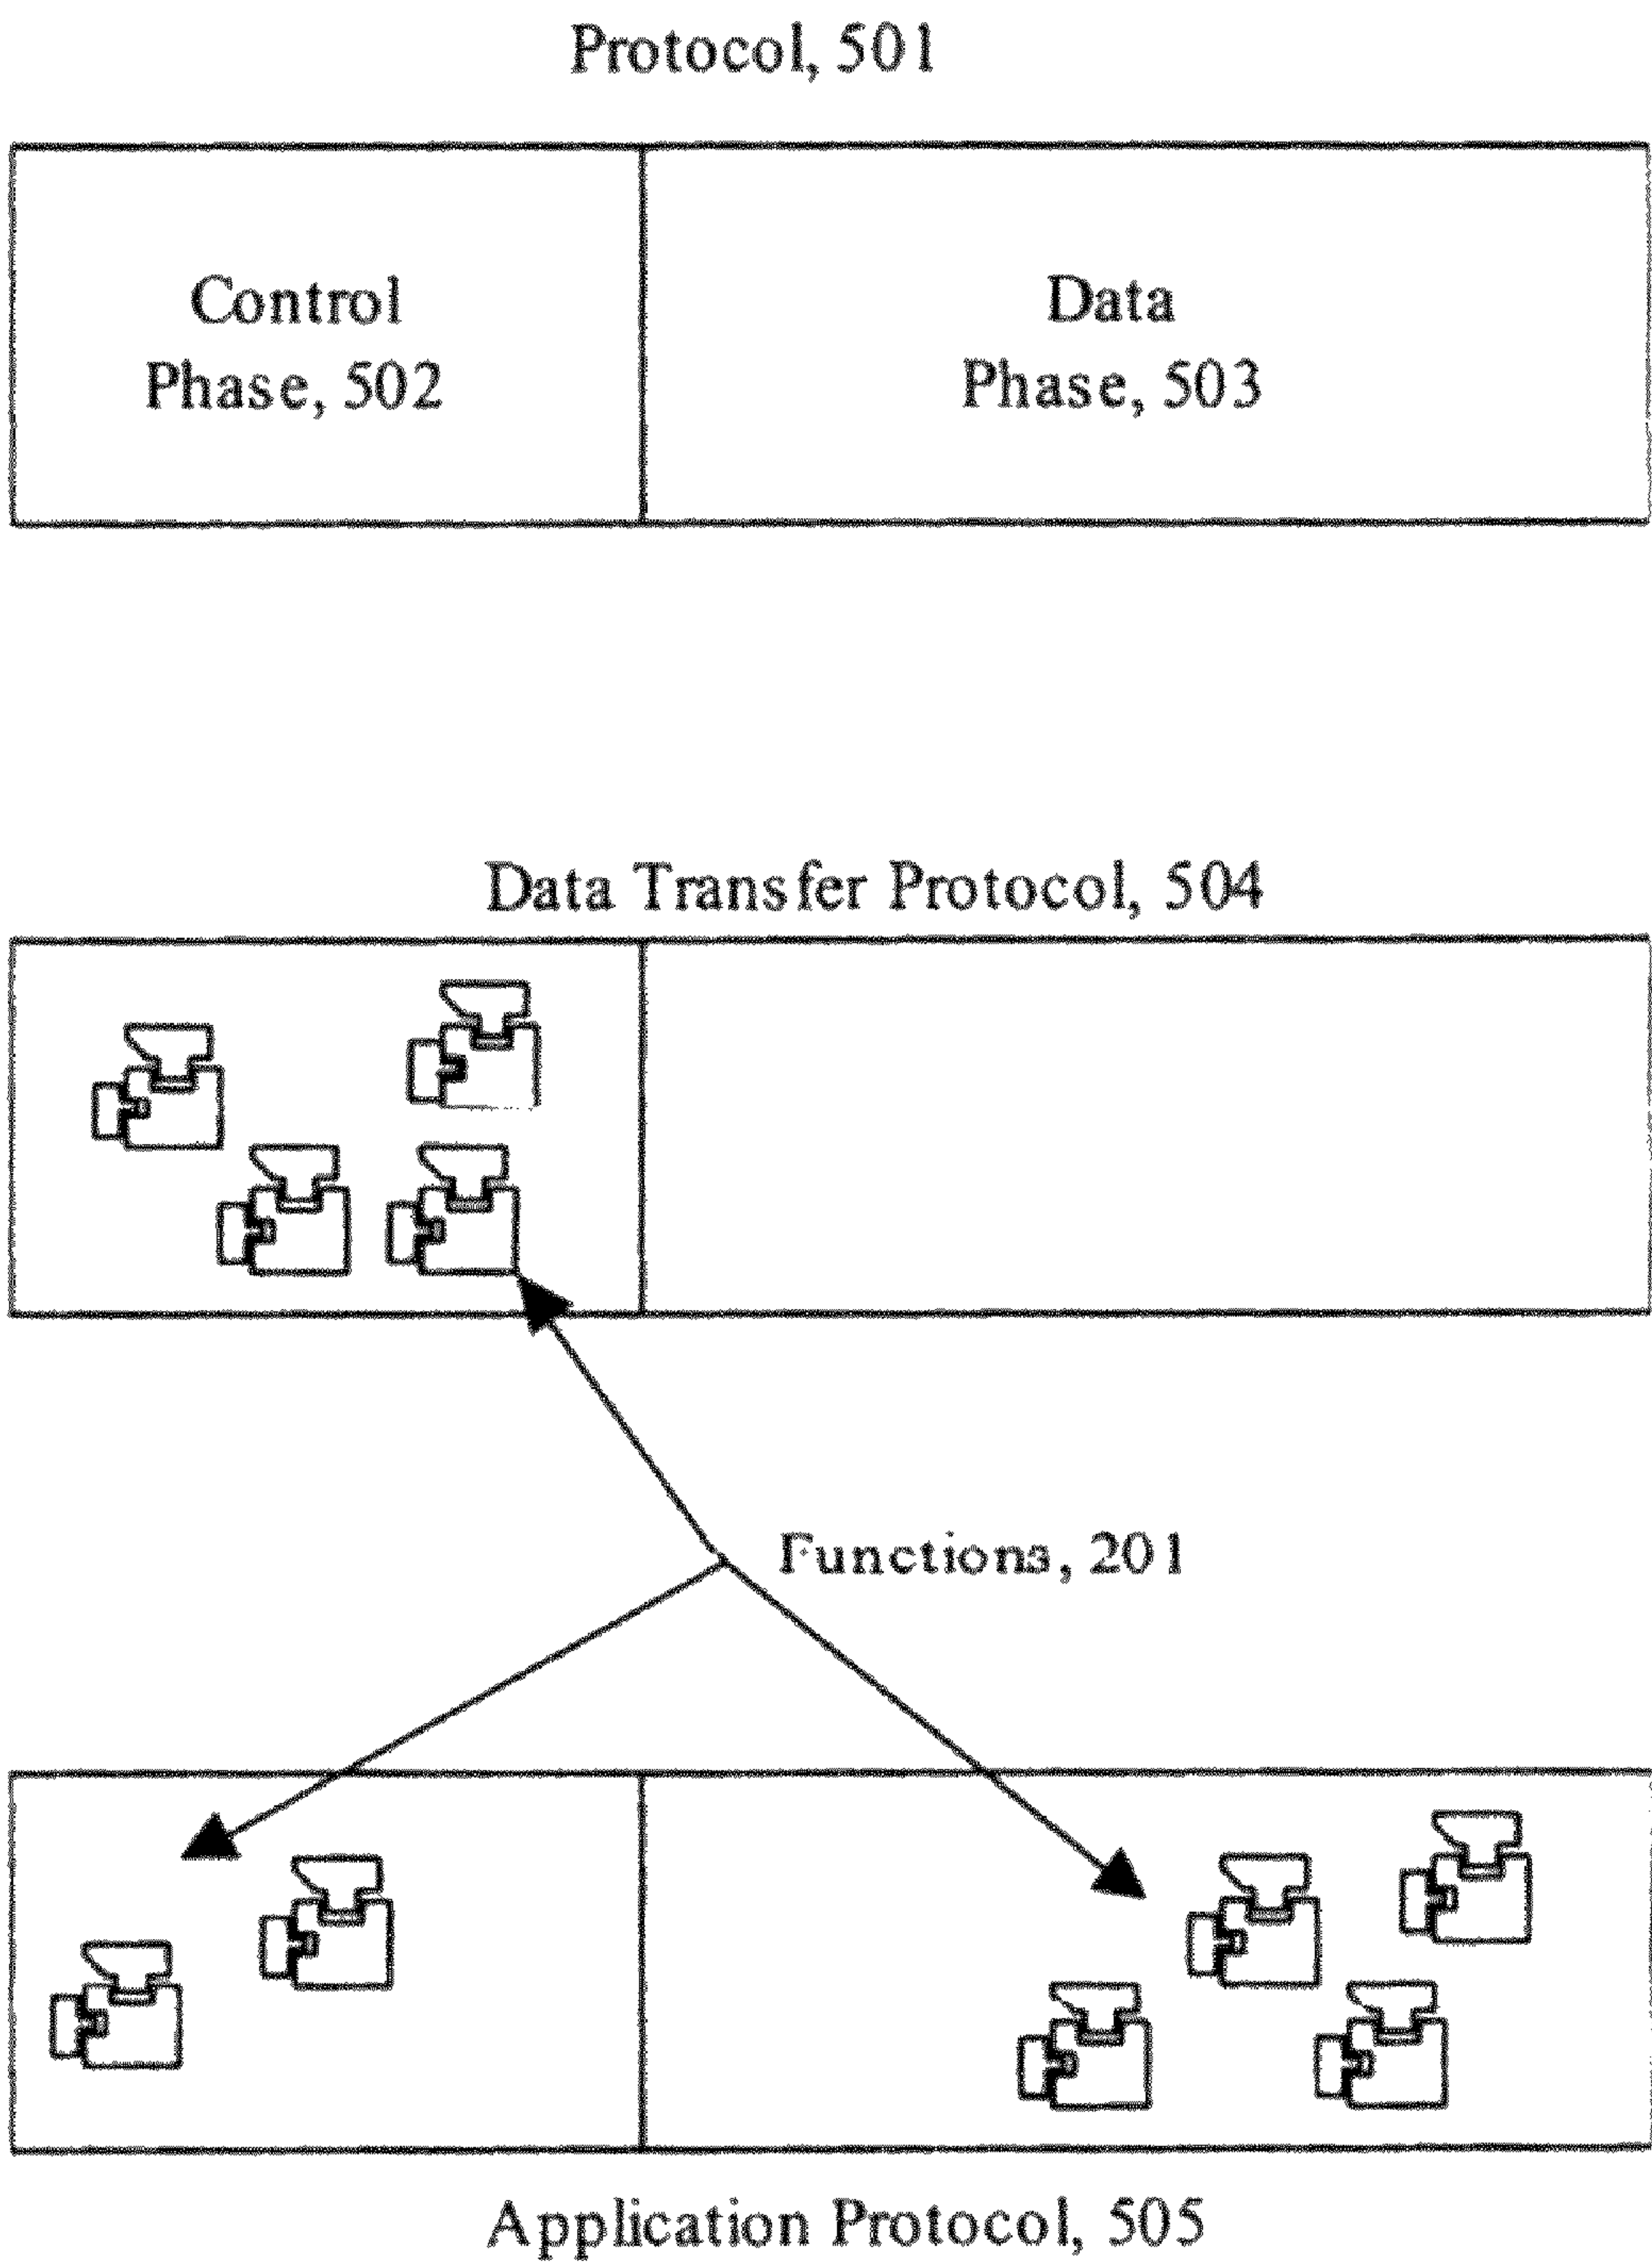 Protocol, 501
Control
Phase, 502
Data
Phase, 503
Data Transfer Protocol, 504
Functions, 201
Application Protocol, 505